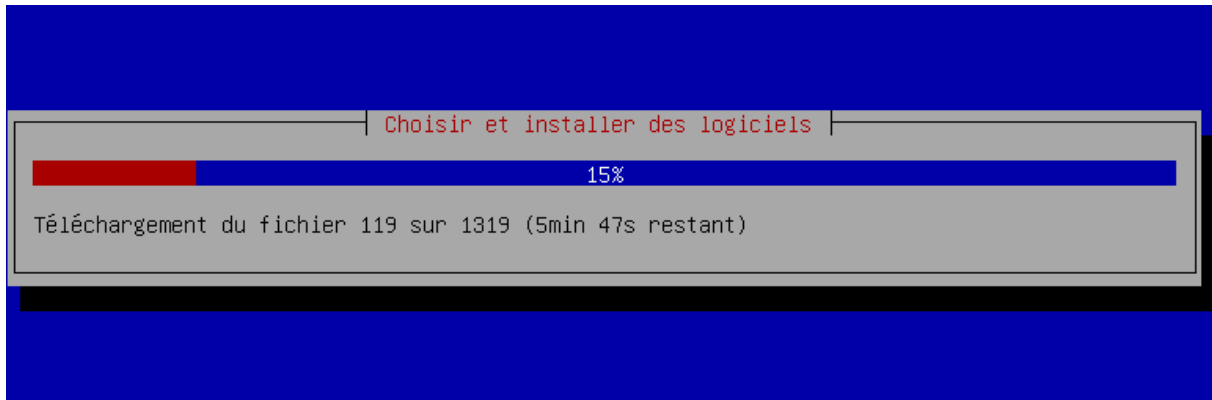 Choisir et installer des logiciels
15%
Téléchargement du fichier 119 sur 1319 (5min 47s restant)